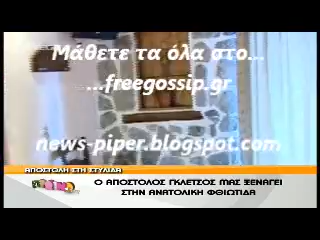 Μάθετε τα όλα στο...
...freegossip.gr
news-piper.blogspot.com
ΑΠΟΣΤΟΛΗ ΣΤΗ ΣΤΥΛΙΔΑ
Ο ΑΠΟΣΤΟΛΟΣ ΓΚΛΕΤΣΟΣ ΜΑΣ ΞΕΝΑΓΕΙ
ΣΤΗΝ ΑΝΑΤΟΛΙΚΗ ΦΘΙΩΤΙΔΑ